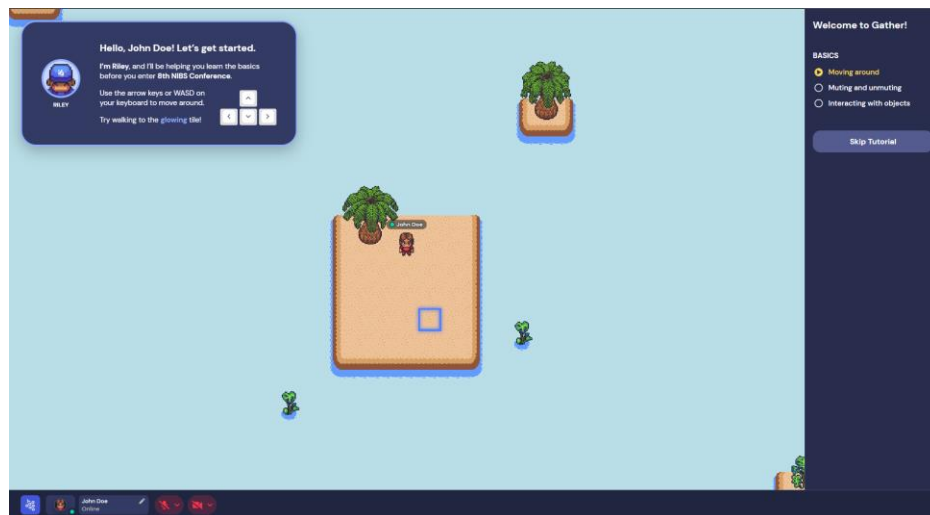 Hello, John Doe! Let's get started.
I'm Riley, and I'll be helping you learn the basics
before you enter 8th NIBS Conference.
Use the arrow keys or WASD on
your keyboard to move around.
Try walking to the glowing tile!
RILEY
John Doe
Welcome to Gather!
BASICS
Moving around
Muting and unmuting
Interacting with objects
Skip Tutorial
John Doe
Online